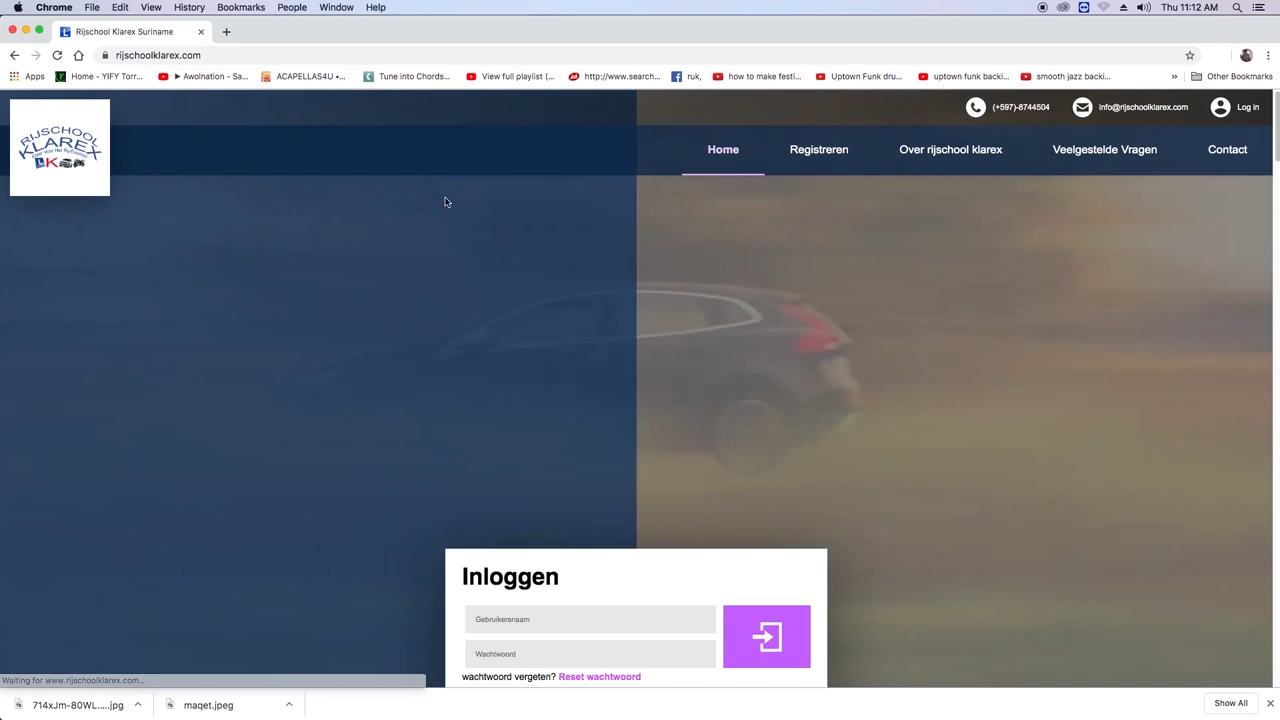 Chrome File Edit View History Bookmarks People Window Help Thu 11:12 AM
Rijschool Klarex Suriname
rijschoolklarex.com
Apps Home - YIFY Torr... ► Awolnation - Sa... ACAPELLAS4U •... Tune into Chords... View full playlist (... http://www.search... ruk, how to make festi... Uptown Funk dru... uptown funk backi... smooth jazz backi... » Other Bookmarks
RIJSCHOOL
KLAREX
L K
(+597)-8744504 info@rijschoolklarex.com Log in
Home Registreren Over rijschool klarex Veelgestelde Vragen Contact
Inloggen
Gebruikersnaam
Wachtwoord
wachtwoord vergeten? Reset wachtwoord
Waiting for www.rijschoolklarex.com...
714xJm-80WL....jpg maqet.jpeg Show All